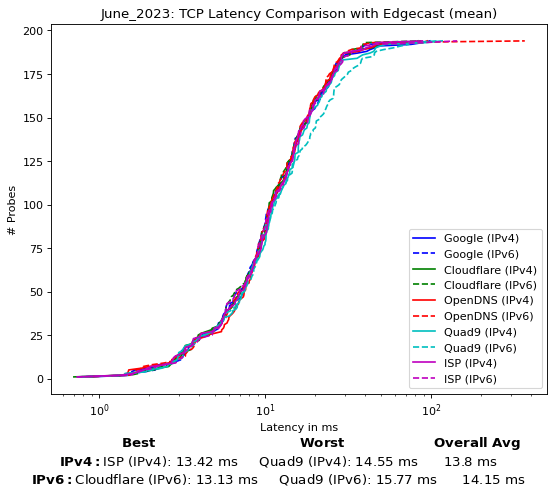 June_2023: TCP Latency Comparison with Edgecast (mean)
200
175
150
125
100
75
50
25
0
# Probes
Google (IPv4)
Google (IPv6)
Cloudflare (IPv4)
Cloudflare (IPv6)
OpenDNS (IPv4)
OpenDNS (IPv6)
Quad9 (IPv4)
Quad9 (IPv6)
ISP (IPv4)
ISP (IPv6)
10⁰ 10¹ 10²
Latency in ms
Best Worst Overall Avg
IPv4: ISP (IPv4): 13.42 ms Quad9 (IPv4): 14.55 ms 13.8 ms
IPv6: Cloudflare (IPv6): 13.13 ms Quad9 (IPv6): 15.77 ms 14.15 ms